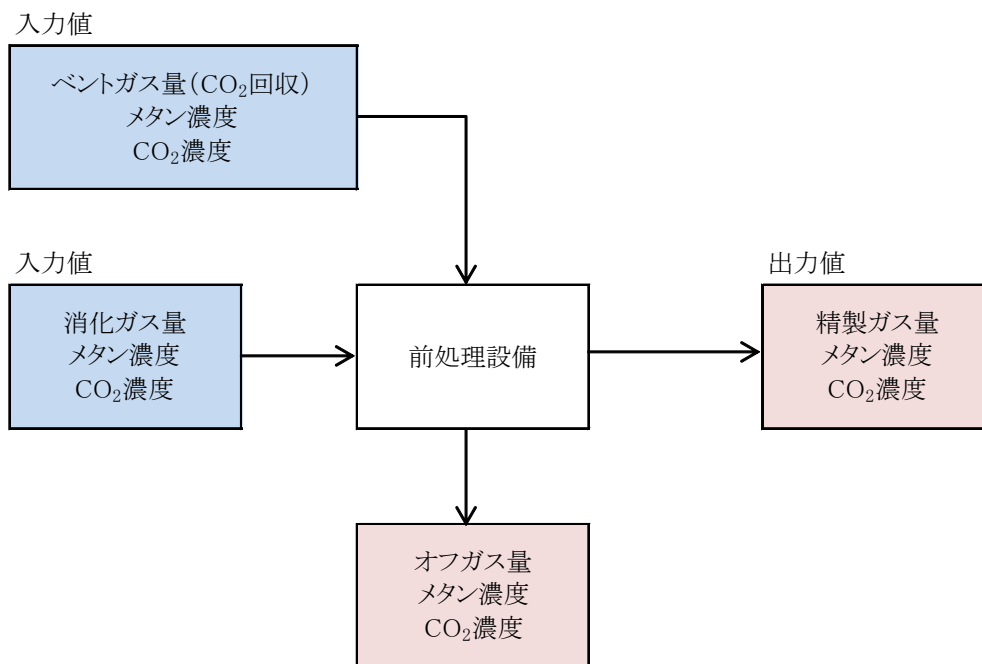 入力値
ベントガス量(CO₂回収)
メタン濃度
CO₂濃度
入力値
消化ガス量
メタン濃度
CO₂濃度
前処理設備
出力値
精製ガス量
メタン濃度
CO₂濃度
オフガス量
メタン濃度
CO₂濃度